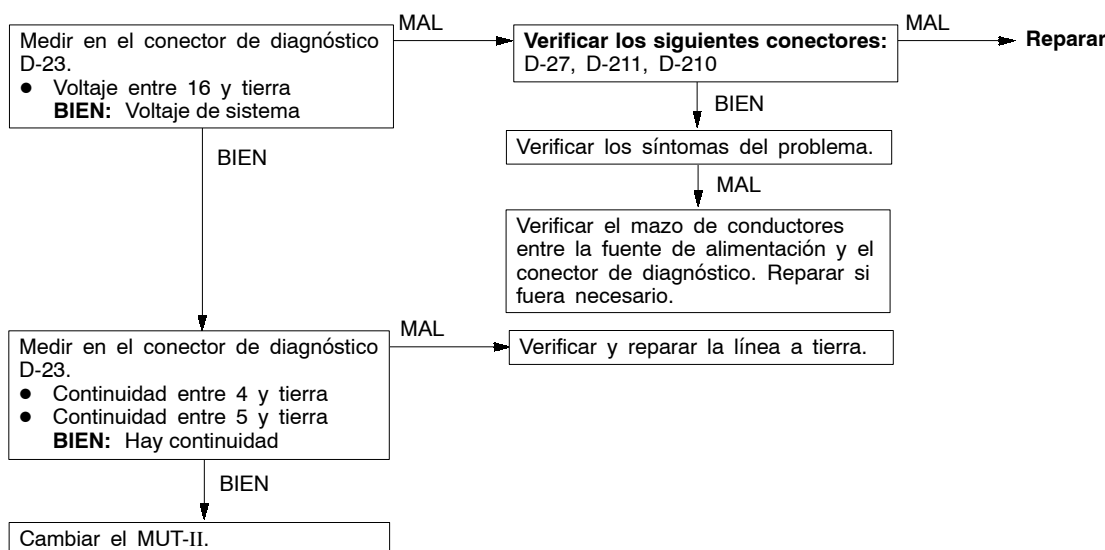 Medir en el conector de diagnóstico
D-23.
● Voltaje entre 16 y tierra
BIEN: Voltaje de sistema
MAL
Verificar los siguientes conectores:
D-27, D-211, D-210
MAL
Reparar
BIEN
Verificar los síntomas del problema.
MAL
Verificar el mazo de conductores
entre la fuente de alimentación y el
conector de diagnóstico. Reparar si
fuera necesario.
BIEN
Medir en el conector de diagnóstico
D-23.
● Continuidad entre 4 y tierra
● Continuidad entre 5 y tierra
BIEN: Hay continuidad
MAL
Verificar y reparar la línea a tierra.
BIEN
Cambiar el MUT-II.